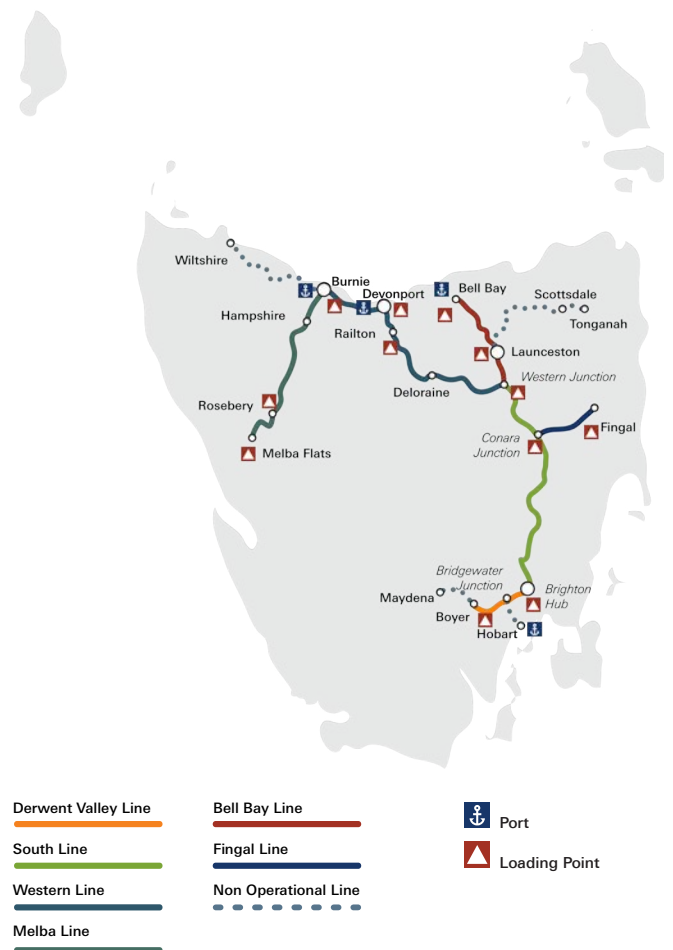 Wiltshire
Burnie
Devonport
Bell Bay
Scottsdale
Tonganah
Hampshire
Railton
Launceston
Western Junction
Deloraine
Rosebery
Fingal
Conara
Junction
Melba Flats
Bridgewater
Junction
Maydena
Brighton
Hub
Boyer
Hobart
Derwent Valley Line
Bell Bay Line
Port
South Line
Fingal Line
Loading Point
Western Line
Non Operational Line
Melba Line